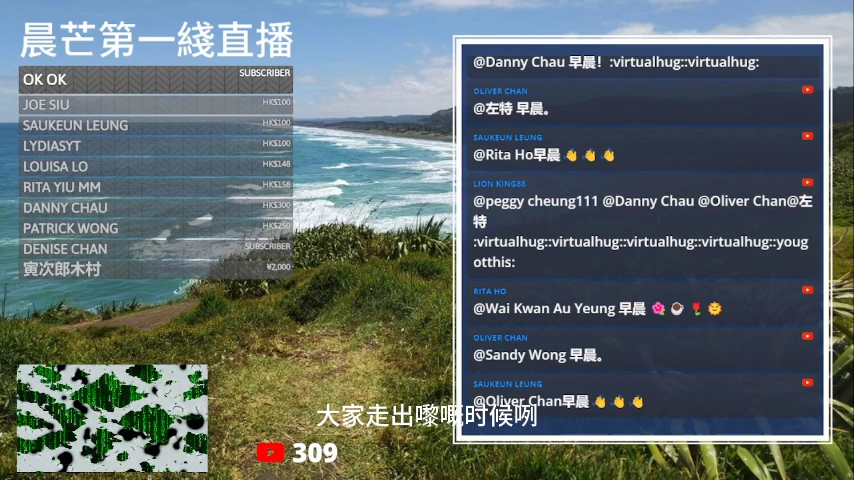 晨芒第一綫直播
OK OK SUBSCRIBER
JOE SIU HK$100
SAUKEUN LEUNG HK$100
LYDIASYT HK$100
LOUISA LO HK$148
RITA YIU MM HK$158
DANNY CHAU HK$300
PATRICK WONG HK$250
DENISE CHAN SUBSCRIBER
寅次郎木村 ¥2,000
@Danny Chau 早晨！:virtualhug::virtualhug:
OLIVER CHAN
@左特 早晨。
SAUKEUN LEUNG
@Rita Ho早晨 👏 👏 👏
LION KING88
@peggy cheung111 @Danny Chau @Oliver Chan@左
特
:virtualhug::virtualhug::virtualhug::virtualhug::youg
otthis:
RITA HO
@Wai Kwan Au Yeung 早晨 🌺 ☕ 🌷 🌞
OLIVER CHAN
@Sandy Wong 早晨。
SAUKEUN LEUNG
@Oliver Chan早晨 👏 👏 👏
大家走出嚟嘅时候咧
309